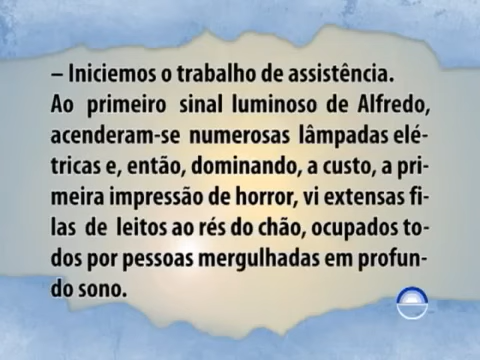 – Iniciemos o trabalho de assistência.
Ao primeiro sinal luminoso de Alfredo,
acenderam-se numerosas lâmpadas elé-
tricas e, então, dominando, a custo, a pri-
meira impressão de horror, vi extensas fi-
las de leitos ao rés do chão, ocupados to-
dos por pessoas mergulhadas em profun-
do sono.